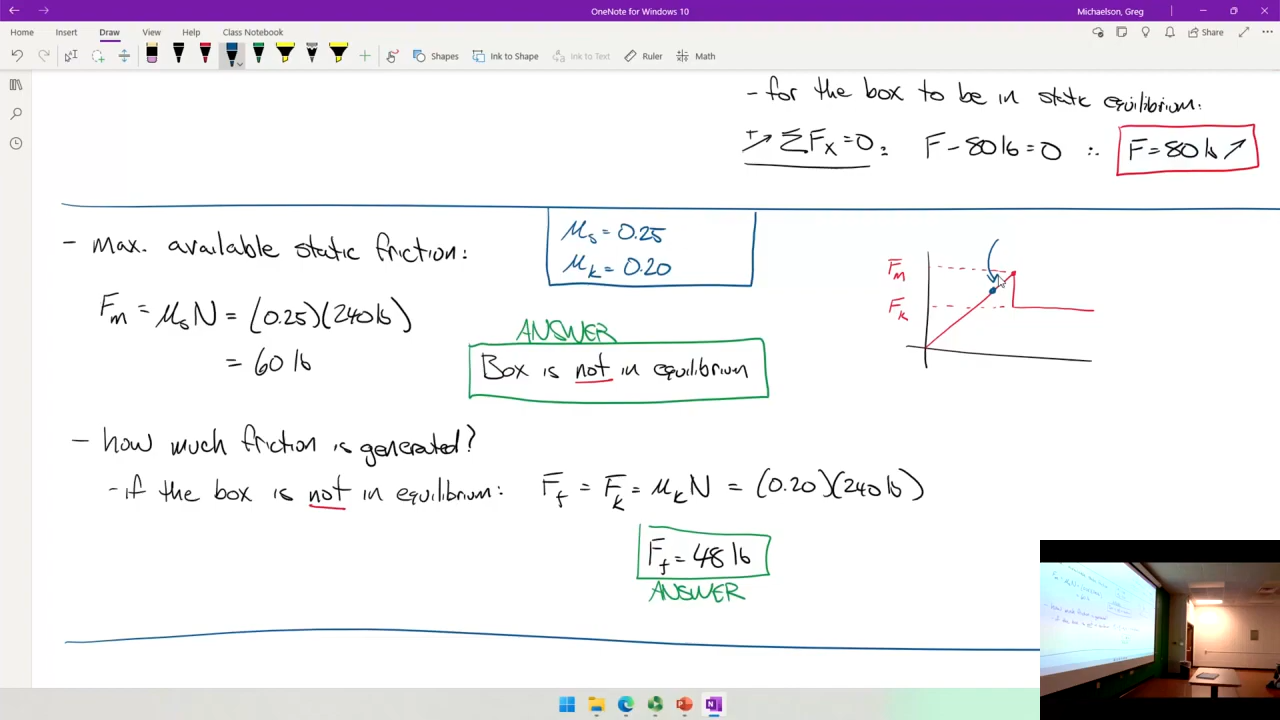 OneNote for Windows 10
Michaelson, Greg
Home Insert Draw View Help Class Notebook
Share
Shapes Ink to Shape Ink to Text Ruler Math
- for the box to be in static equilibrium:
+↗ ΣFx = 0: F - 80 lb = 0 ∴ F = 80 lb ↗
μs = 0.25
μk = 0.20
- max. available static friction:
Fm = μsN = (0.25)(240 lb)
= 60 lb
ANSWER
Box is not in equilibrium
Fm
Fk
- how much friction is generated?
- if the box is not in equilibrium: Ff = Fk = μkN = (0.20)(240 lb)
Ff = 48 lb
ANSWER